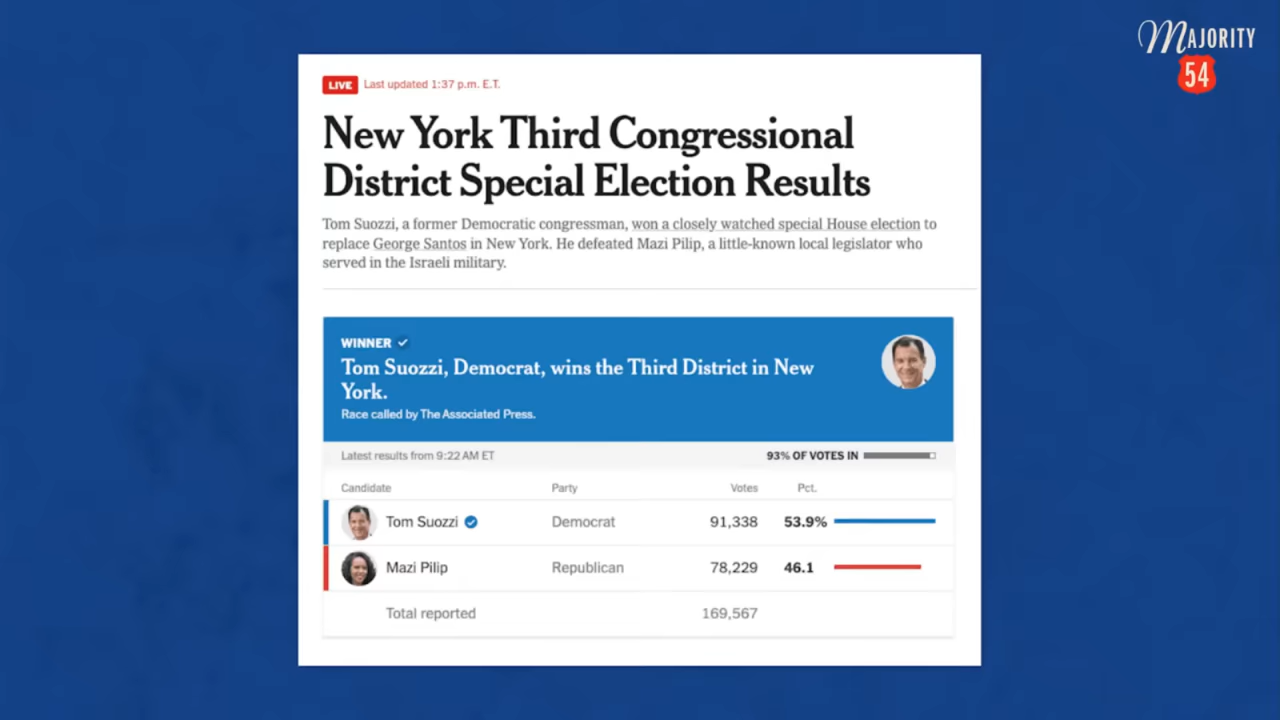 MAJORITY
54
LIVE Last updated 1:37 p.m. E.T.
New York Third Congressional
District Special Election Results
Tom Suozzi, a former Democratic congressman, won a closely watched special House election to
replace George Santos in New York. He defeated Mazi Pilip, a little-known local legislator who
served in the Israeli military.
WINNER
Tom Suozzi, Democrat, wins the Third District in New
York.
Race called by The Associated Press.
Latest results from 9:22 AM ET 93% OF VOTES IN
Candidate Party Votes Pct.
Tom Suozzi Democrat 91,338 53.9%
Mazi Pilip Republican 78,229 46.1
Total reported 169,567